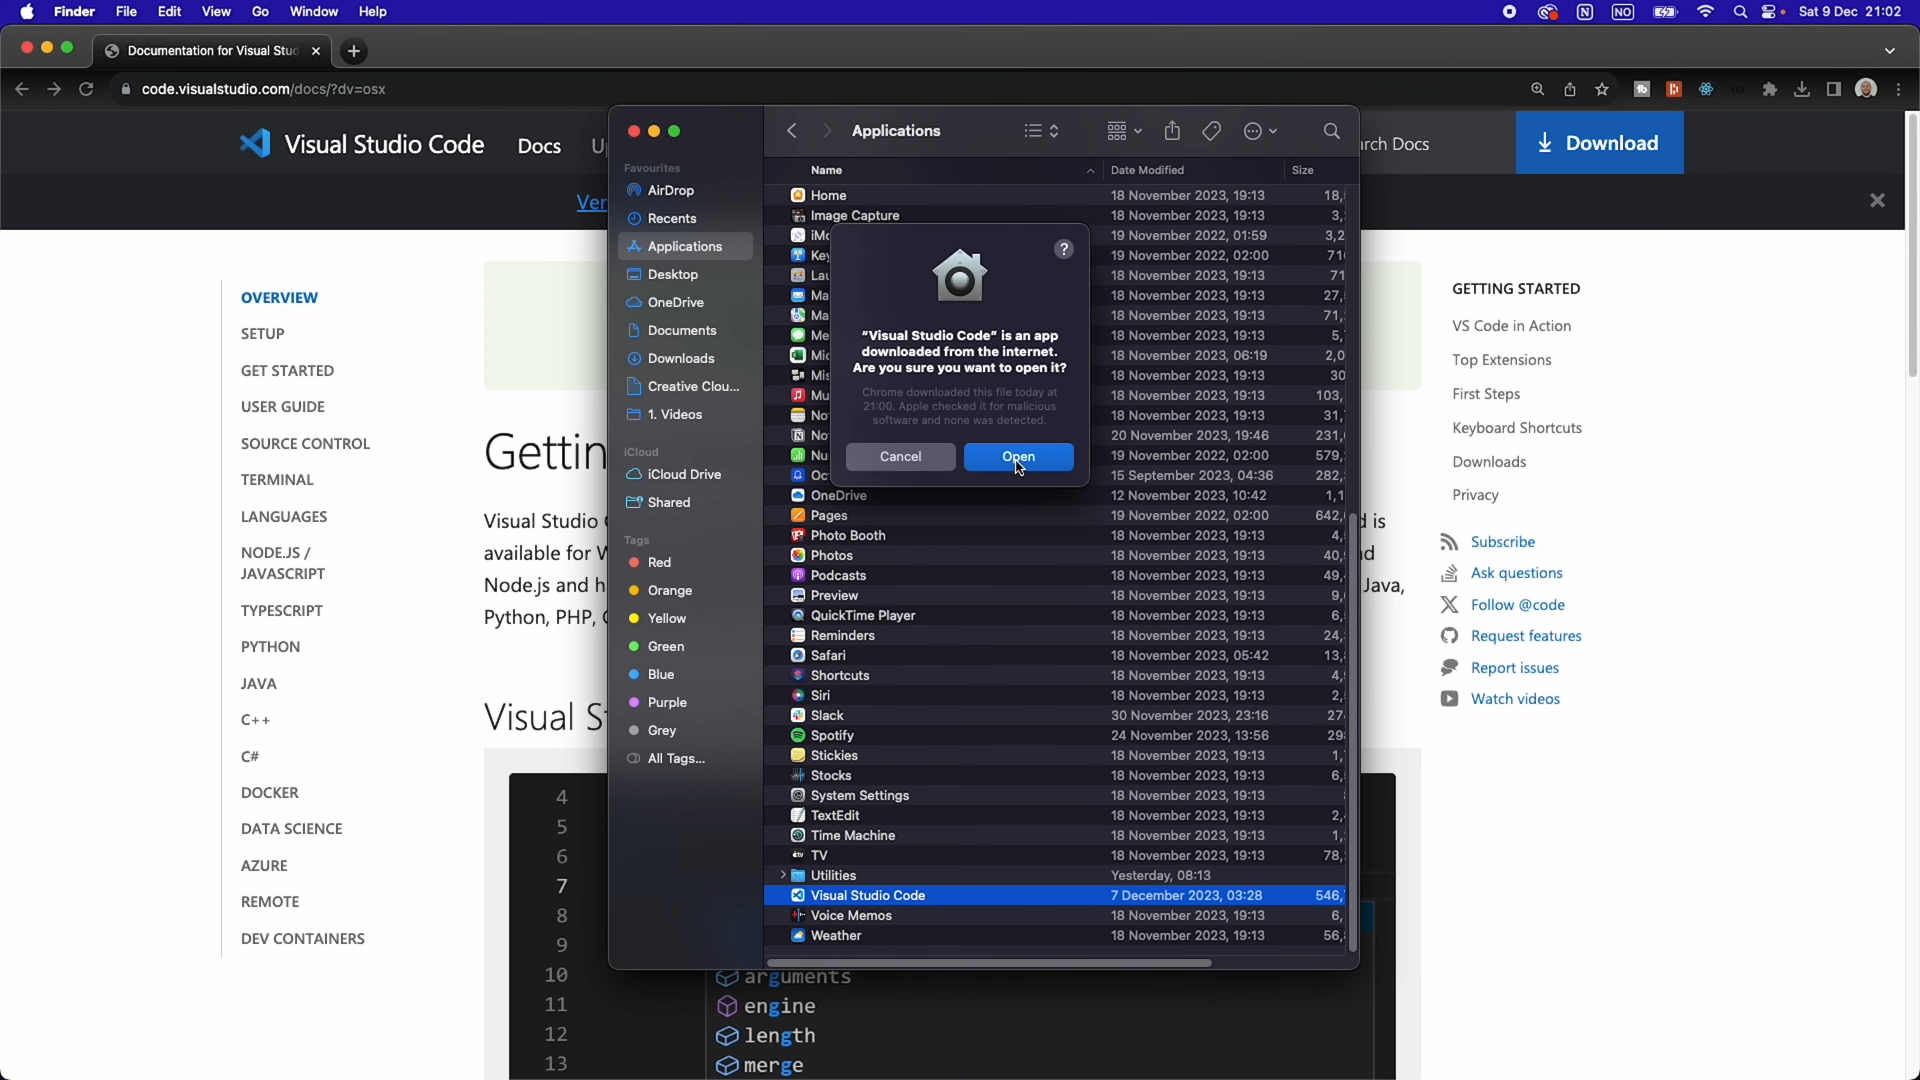 Finder File Edit View Go Window Help
NO Sat 9 Dec 21:02
Documentation for Visual Stud
code.visualstudio.com/docs/?dv=osx
Visual Studio Code Docs
rch Docs
Download
Ver
OVERVIEW
SETUP
GET STARTED
USER GUIDE
SOURCE CONTROL
TERMINAL
LANGUAGES
NODE.JS /
JAVASCRIPT
TYPESCRIPT
PYTHON
JAVA
C++
C#
DOCKER
DATA SCIENCE
AZURE
REMOTE
DEV CONTAINERS
Gettin
Visual Studio
available for
Node.js and h
Python, PHP,
d is
Java,
Visual
4
5
6
7
8
9
10
11
12
13
arguments
engine
length
merge
Favourites
AirDrop
Recents
Applications
Desktop
OneDrive
Documents
Downloads
Creative Clou...
1. Videos
iCloud
iCloud Drive
Shared
Tags
Red
Orange
Yellow
Green
Blue
Purple
Grey
All Tags...
Applications
Name Date Modified Size
Home 18 November 2023, 19:13 18,
Image Capture 18 November 2023, 19:13 3,
19 November 2022, 01:59 3,2
Key 19 November 2022, 02:00 71
Lau 18 November 2023, 19:13 71
Ma 18 November 2023, 19:13 27,
Ma 18 November 2023, 19:13 71,
Me 18 November 2023, 19:13 5,
Mic 18 November 2023, 06:19 2,0
Mis 18 November 2023, 19:13 30
Mu 18 November 2023, 19:13 103,
No 18 November 2023, 19:13 31,
No 20 November 2023, 19:46 231,
Nu 19 November 2022, 02:00 579,
Oc 15 September 2023, 04:36 282,
OneDrive 12 November 2023, 10:42 1,1
Pages 19 November 2022, 02:00 642,
Photo Booth 18 November 2023, 19:13 4,
Photos 18 November 2023, 19:13 40,
Podcasts 18 November 2023, 19:13 49,
Preview 18 November 2023, 19:13 9,
QuickTime Player 18 November 2023, 19:13 6,
Reminders 18 November 2023, 19:13 24,
Safari 18 November 2023, 05:42 13,
Shortcuts 18 November 2023, 19:13 4,
Siri 18 November 2023, 19:13 2,
Slack 30 November 2023, 23:16 27
Spotify 24 November 2023, 13:56 29
Stickies 18 November 2023, 19:13 1,
Stocks 18 November 2023, 19:13 6,
System Settings 18 November 2023, 19:13
TextEdit 18 November 2023, 19:13 2,
Time Machine 18 November 2023, 19:13 1,
tv TV 18 November 2023, 19:13 78,
Utilities Yesterday, 08:13
Visual Studio Code 7 December 2023, 03:28 546,
Voice Memos 18 November 2023, 19:13 6,
Weather 18 November 2023, 19:13 56,
?
“Visual Studio Code” is an app
downloaded from the internet.
Are you sure you want to open it?
Chrome downloaded this file today at
21:00. Apple checked it for malicious
software and none was detected.
Cancel Open
GETTING STARTED
VS Code in Action
Top Extensions
First Steps
Keyboard Shortcuts
Downloads
Privacy
Subscribe
Ask questions
Follow @code
Request features
Report issues
Watch videos